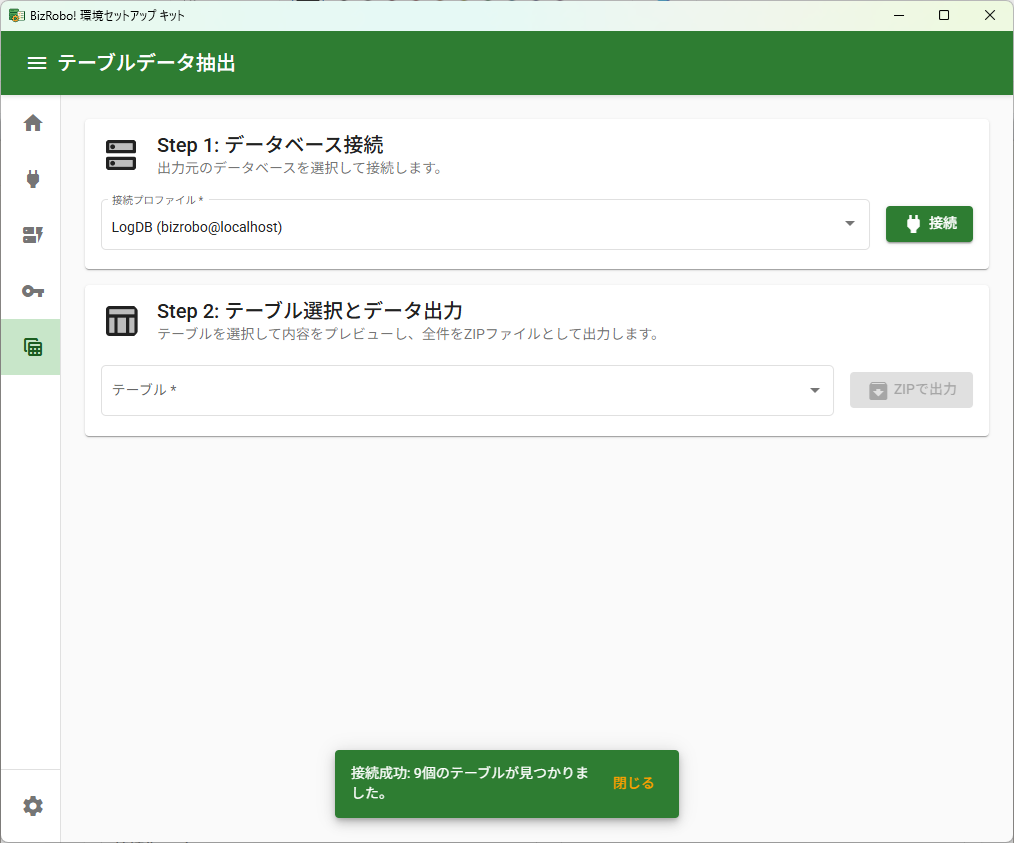 BizRobo! 環境セットアップ キット
テーブルデータ抽出
Step 1: データベース接続
出力元のデータベースを選択して接続します。
接続プロファイル *
LogDB (bizrobo@localhost)
接続
Step 2: テーブル選択とデータ出力
テーブルを選択して内容をプレビューし、全件をZIPファイルとして出力します。
テーブル *
ZIPで出力
接続成功: 9個のテーブルが見つかりま
した。
閉じる